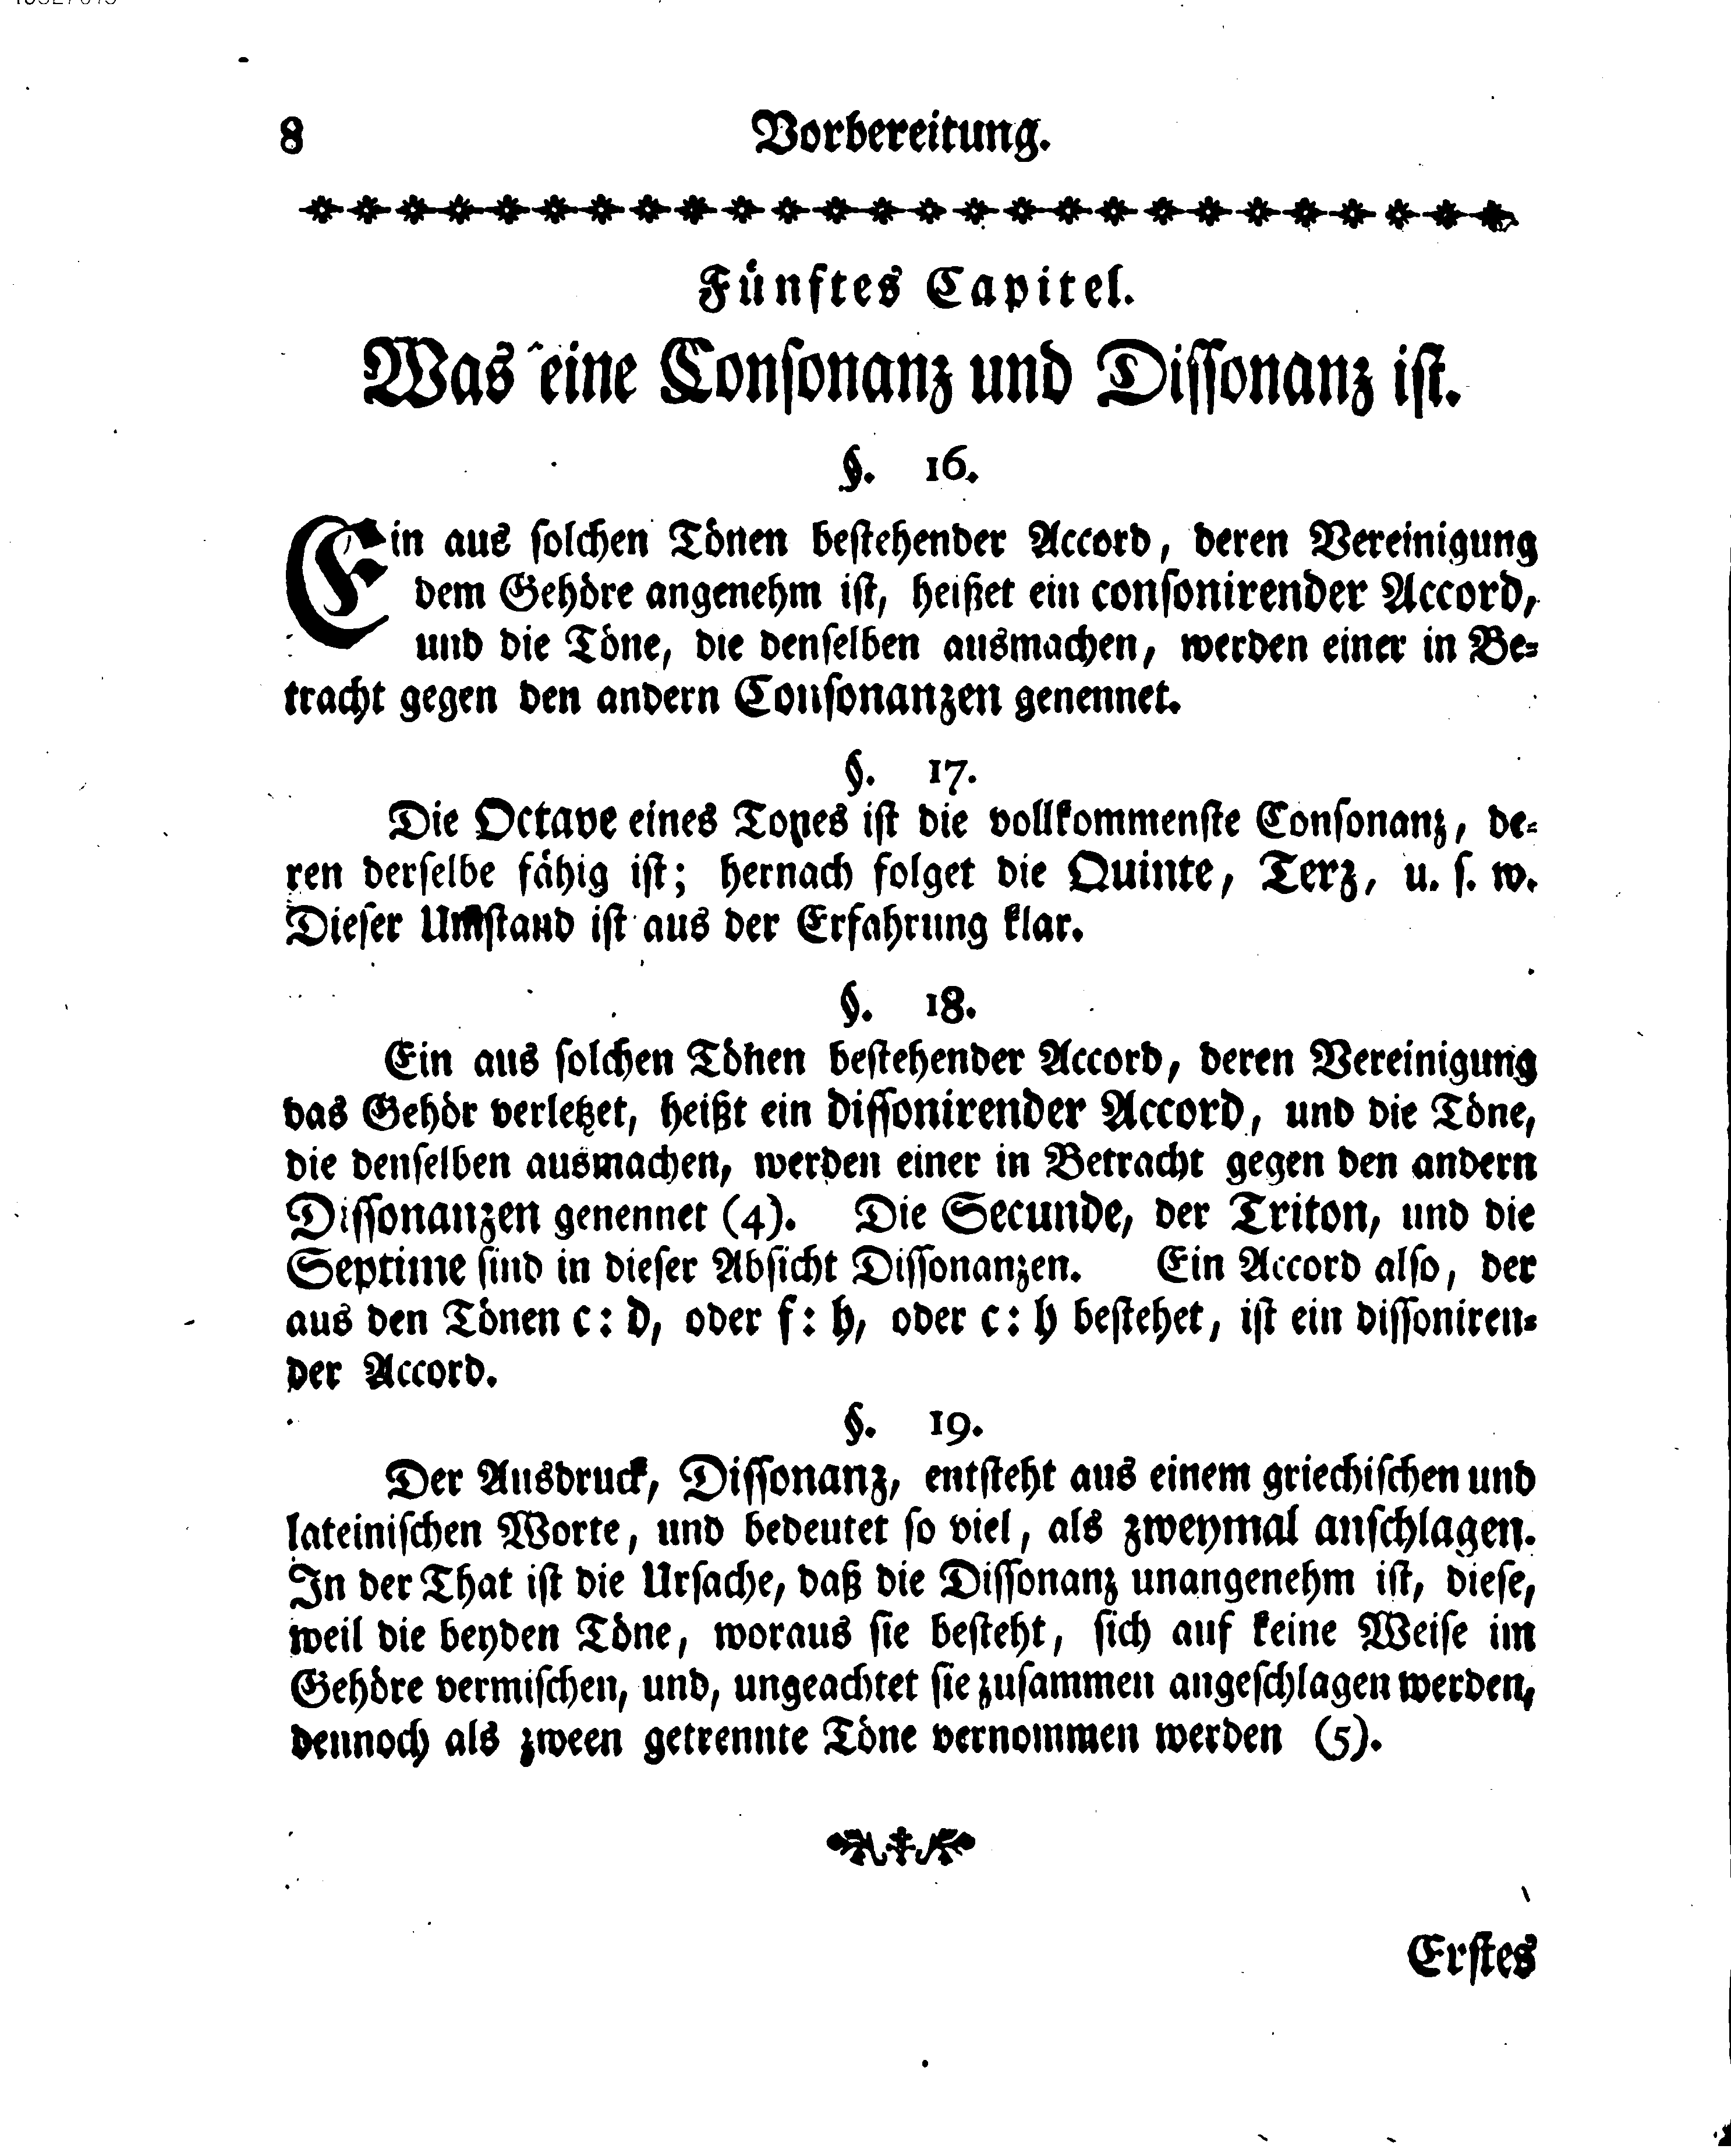 8
Vorbereitung.
Fünftes Capitel.
Was eine Consonanz und Dissonanz ist.
§. 16.
Ein aus solchen Tönen bestehender Accord, deren Vereinigung
dem Gehöre angenehm ist, heißet ein consonirender Accord,
und die Töne, die denselben ausmachen, werden einer in Be-
tracht gegen den andern Consonanzen genennet.
§. 17.
Die Octave eines Tones ist die vollkommenste Consonanz, de-
ren derselbe fähig ist; hernach folget die Quinte, Terz, u. s. w.
Dieser Umstand ist aus der Erfahrung klar.
§. 18.
Ein aus solchen Tönen bestehender Accord, deren Vereinigung
das Gehör verletzet, heißt ein dissonirender Accord, und die Töne,
die denselben ausmachen, werden einer in Betracht gegen den andern
Dissonanzen genennet (4). Die Secunde, der Triton, und die
Septime sind in dieser Absicht Dissonanzen. Ein Accord also, der
aus den Tönen c: d, oder f: h, oder c: h bestehet, ist ein dissoniren-
der Accord.
§. 19.
Der Ausdruck, Dissonanz, entsteht aus einem griechischen und
lateinischen Worte, und bedeutet so viel, als zweymal anschlagen.
In der That ist die Ursache, daß die Dissonanz unangenehm ist, diese,
weil die beyden Töne, woraus sie besteht, sich auf keine Weise im
Gehöre vermischen, und, ungeachtet sie zusammen angeschlagen werden,
dennoch als zween getrennte Töne vernommen werden (5).
Erstes